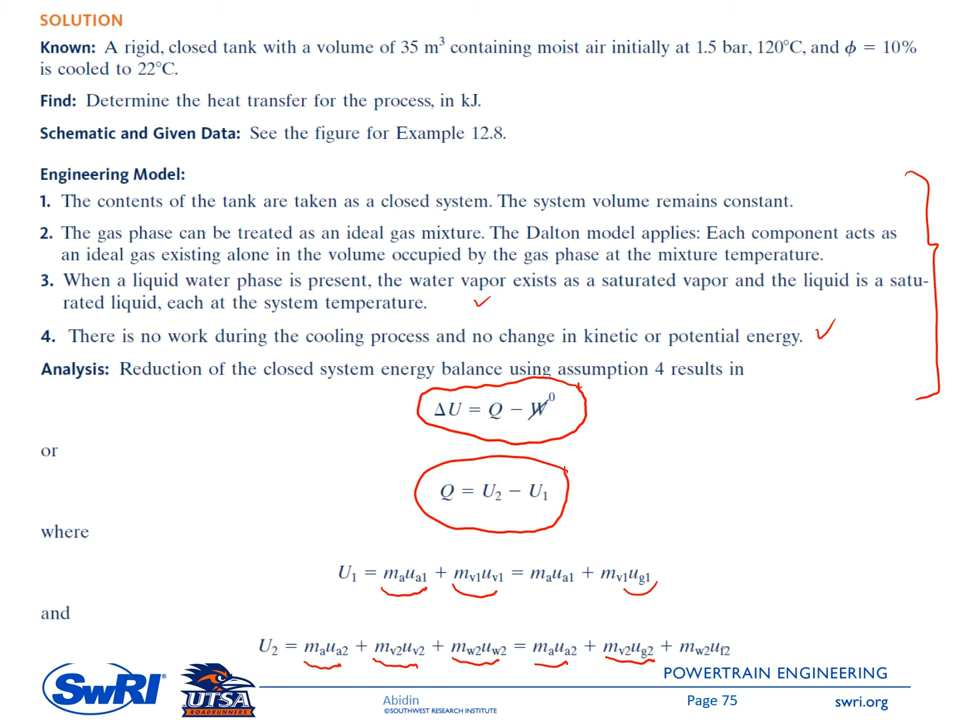 SOLUTION
Known: A rigid, closed tank with a volume of 35 m³ containing moist air initially at 1.5 bar, 120°C, and ϕ = 10%
is cooled to 22°C.
Find: Determine the heat transfer for the process, in kJ.
Schematic and Given Data: See the figure for Example 12.8.
Engineering Model:
1. The contents of the tank are taken as a closed system. The system volume remains constant.
2. The gas phase can be treated as an ideal gas mixture. The Dalton model applies: Each component acts as
an ideal gas existing alone in the volume occupied by the gas phase at the mixture temperature.
3. When a liquid water phase is present, the water vapor exists as a saturated vapor and the liquid is a satu-
rated liquid, each at the system temperature.
4. There is no work during the cooling process and no change in kinetic or potential energy.
Analysis: Reduction of the closed system energy balance using assumption 4 results in
ΔU = Q − W⁰
or
Q = U₂ − U₁
where
U₁ = mₐuₐ₁ + mᵥ₁uᵥ₁ = mₐuₐ₁ + mᵥ₁u_g1
and
U₂ = mₐuₐ₂ + mᵥ₂uᵥ₂ + m_w2u_w2 = mₐuₐ₂ + mᵥ₂u_g2 + m_w2u_f2
POWERTRAIN ENGINEERING
SwRI
UTSA
ROADRUNNERS
Abidin
©SOUTHWEST RESEARCH INSTITUTE
Page 75
swri.org